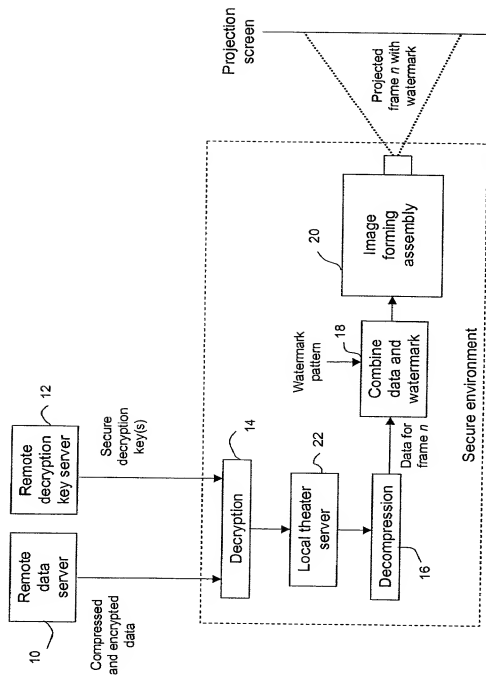 Remote
data
server
10
Remote
decryption
key server
12
Compressed
and encrypted
data
Secure
decryption
key(s)
Decryption
14
Local theater
server
22
Decompression
16
Data for
frame n
Watermark
pattern
18
Combine
data and
watermark
20
Image
forming
assembly
Secure environment
Projected
frame n with
watermark
Projection
screen